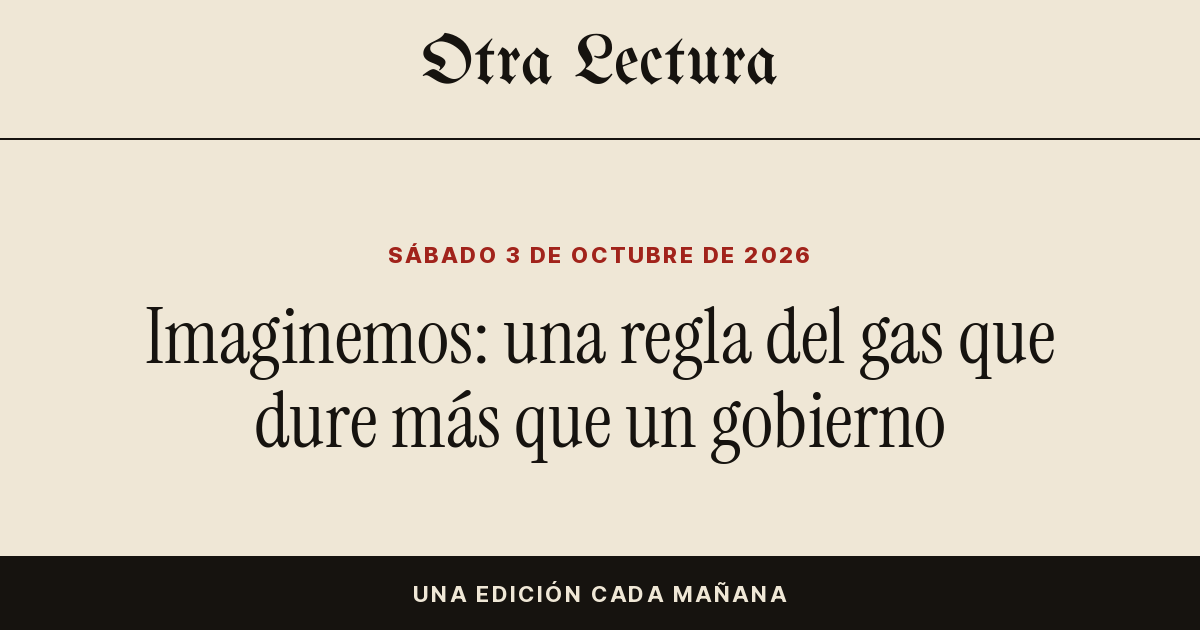 Otra Lectura
SÁBADO 3 DE OCTUBRE DE 2026
Imaginemos: una regla del gas que
dure más que un gobierno
UNA EDICIÓN CADA MAÑANA